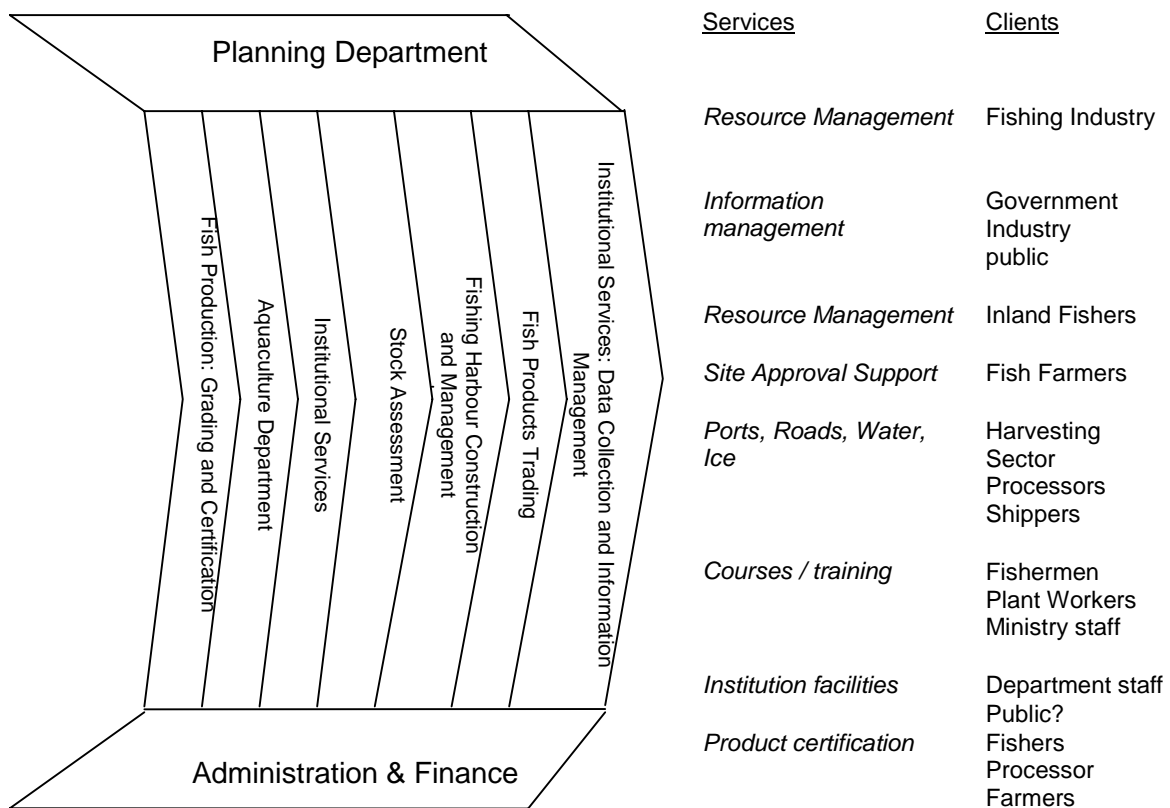 Planning Department
Fish Production: Grading and Certification
Aquaculture Department
Institutional Services
Stock Assessment
Fishing Harbour Construction
and Management
Fish Products Trading
Institutional Services: Data Collection and Information
Management
Administration & Finance
Services Clients
Resource Management Fishing Industry
Information Government
management Industry
public
Resource Management Inland Fishers
Site Approval Support Fish Farmers
Ports, Roads, Water, Harvesting
Ice Sector
Processors
Shippers
Courses / training Fishermen
Plant Workers
Ministry staff
Institution facilities Department staff
Public?
Product certification Fishers
Processor
Farmers